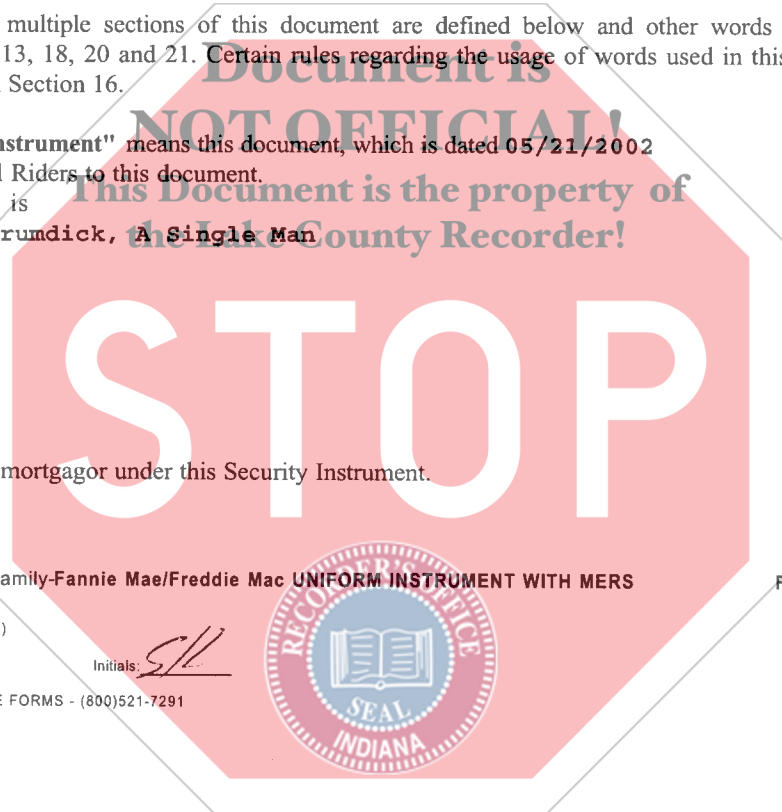 multiple sections of this document are defined below and other words
13, 18, 20 and 21. Certain rules regarding the usage of words used in this
Section 16.
Document is
NOT OFFICIAL!
nstrument" means this document, which is dated 05/21/2002
Riders to this document.
This Document is the property of
is
the Lake County Recorder!
rumdick, A Single Man
STOP
mortgagor under this Security Instrument.
amily-Fannie Mae/Freddie Mac UNIFORM INSTRUMENT WITH MERS
)
Initials:
E FORMS - (800)521-7291
RECORDER'S OFFICE
SEAL
INDIANA